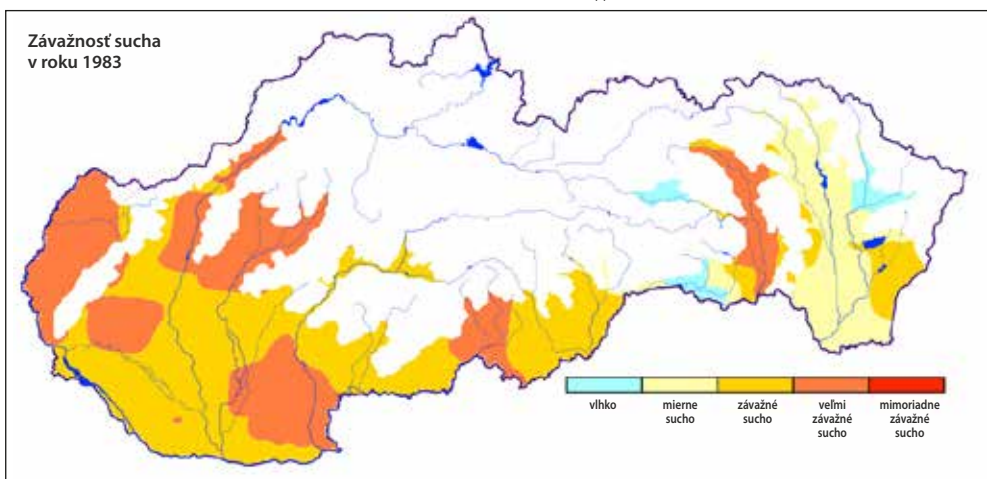 Závažnosť sucha
v roku 1983
vlhko
mierne
sucho
závažné
sucho
veľmi
závažné
sucho
mimoriadne
závažné
sucho